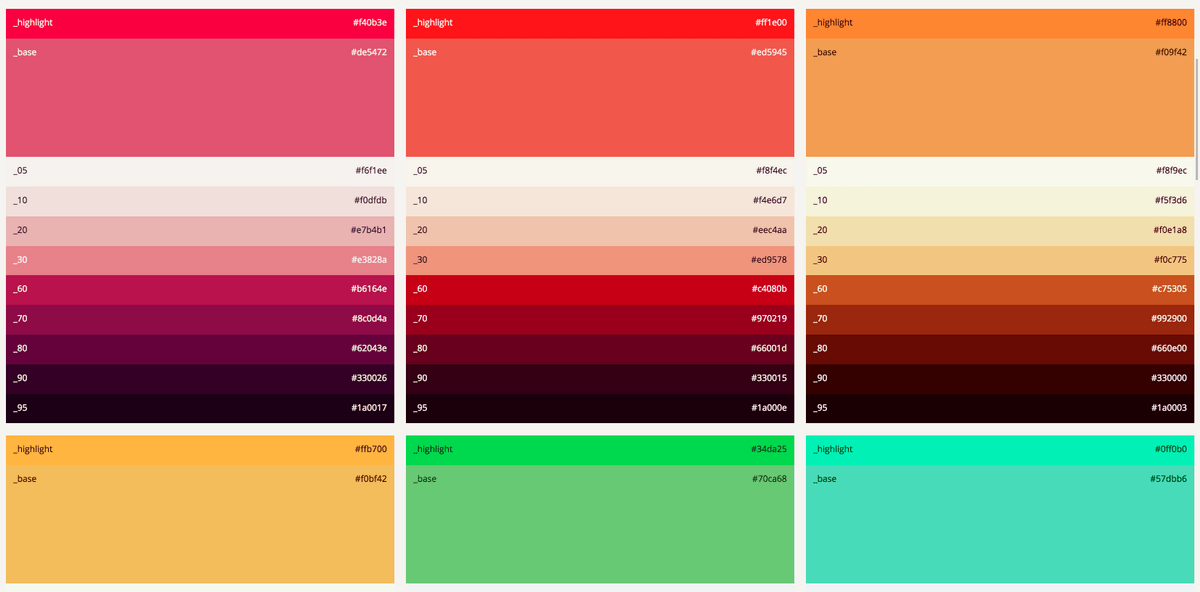 _highlight #f40b3e
_base #de5472
_05 #f6f1ee
_10 #f0dfdb
_20 #e7b4b1
_30 #e3828a
_60 #b6164e
_70 #8c0d4a
_80 #62043e
_90 #330026
_95 #1a0017
_highlight #ff1e00
_base #ed5945
_05 #f8f4ec
_10 #f4e6d7
_20 #eec4aa
_30 #ed9578
_60 #c4080b
_70 #970219
_80 #66001d
_90 #330015
_95 #1a000e
_highlight #ff8800
_base #f09f42
_05 #f8f9ec
_10 #f5f3d6
_20 #f0e1a8
_30 #f0c775
_60 #c75305
_70 #992900
_80 #660e00
_90 #330000
_95 #1a0003
_highlight #ffb700
_base #f0bf42
_highlight #34da25
_base #70ca68
_highlight #0ff0b0
_base #57dbb6